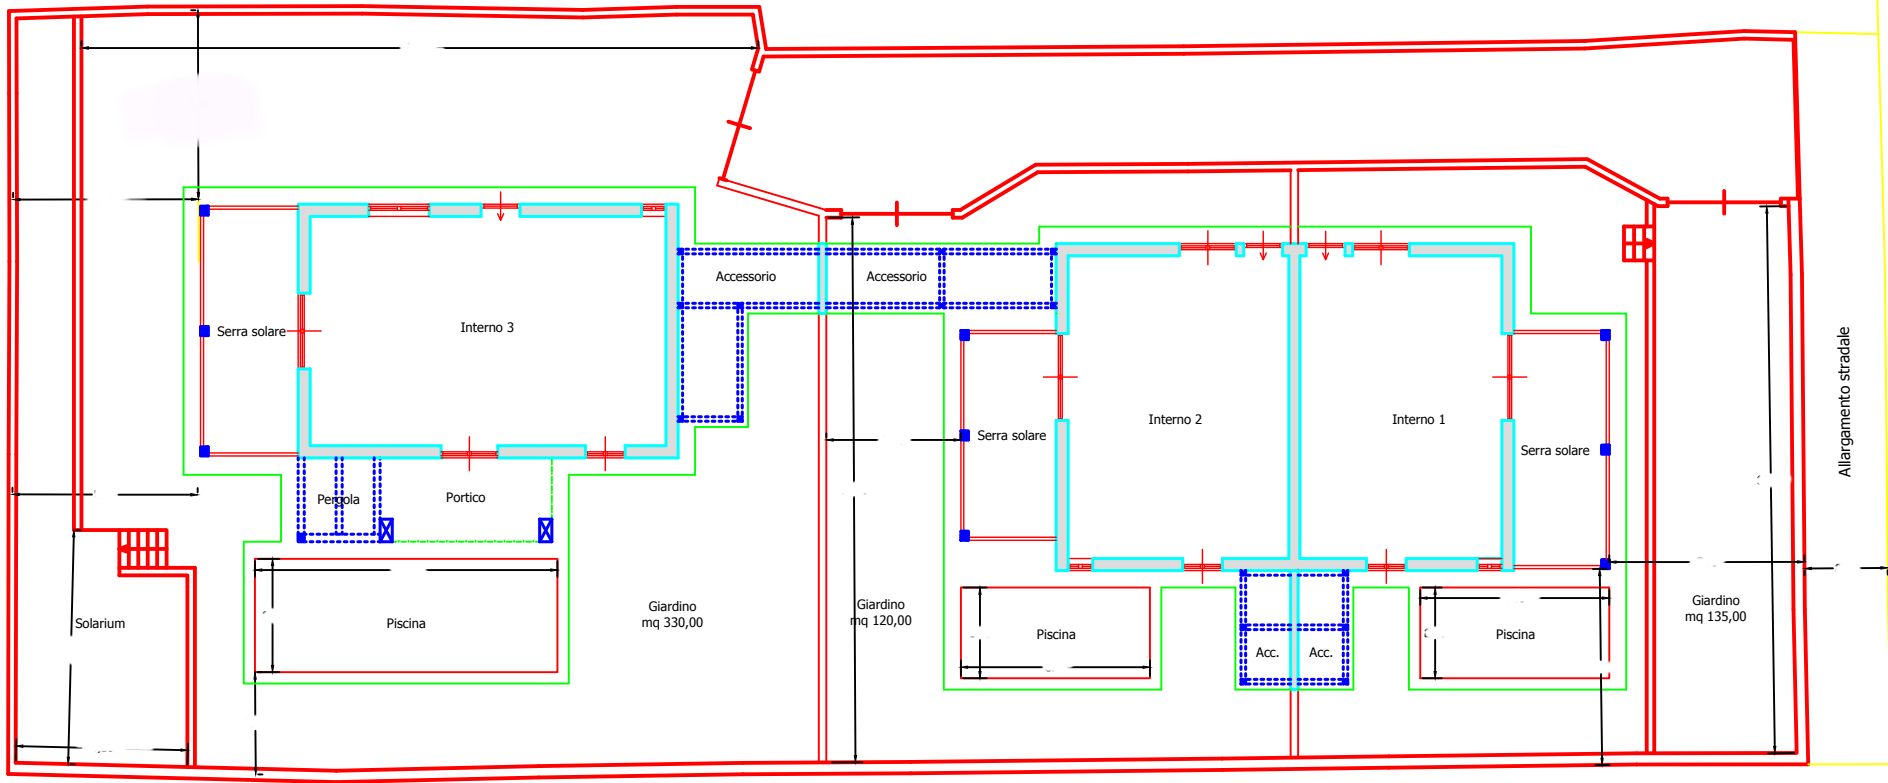 Accessorio
Accessorio
Serra solare
Interno 3
Allargamento stradale
Interno 2
Interno 1
Serra solare
Serra solare
Pergola
Portico
Solarium
Piscina
Giardino
mq 330,00
Giardino
mq 120,00
Piscina
Acc.
Acc.
Piscina
Giardino
mq 135,00